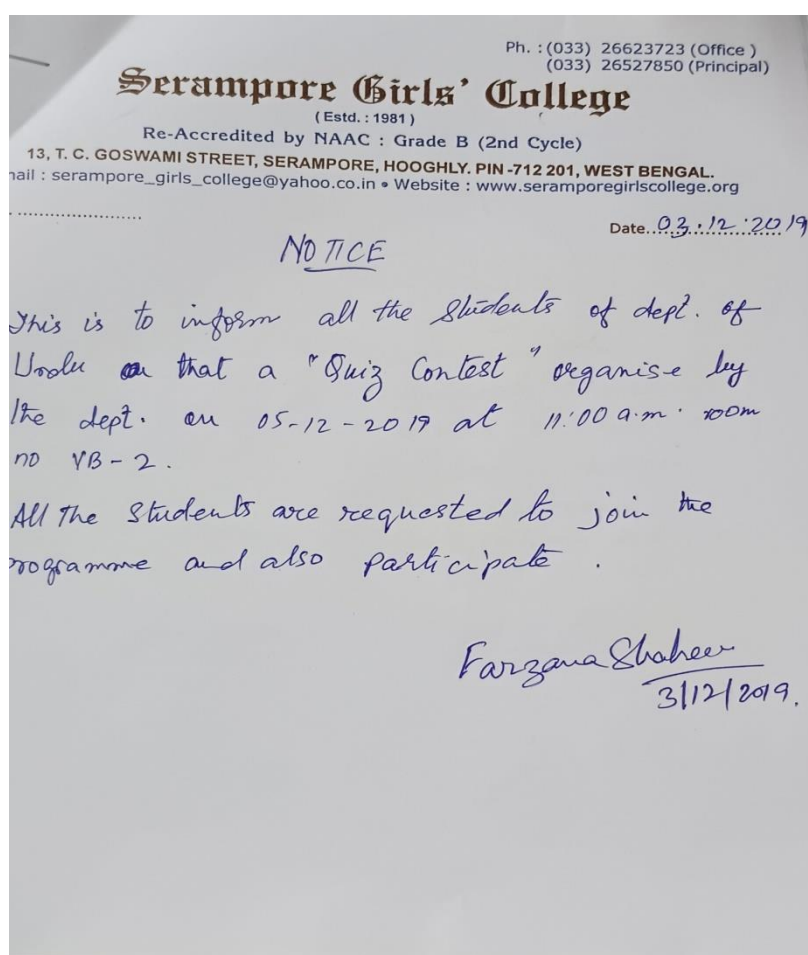 Ph. : (033) 26623723 (Office )
(033) 26527850 (Principal)
Serampore Girls' College
( Estd. : 1981 )
Re-Accredited by NAAC : Grade B (2nd Cycle)
13, T. C. GOSWAMI STREET, SERAMPORE, HOOGHLY. PIN -712 201, WEST BENGAL.
mail : serampore_girls_college@yahoo.co.in • Website : www.seramporegirlscollege.org
Date..03.12.2019
NOTICE
This is to inform all the Students of dept. of
Urdu that a "Quiz Contest" organise by
the dept. on 05-12-2019 at 11:00 a.m. room
no VB-2.
All The Students are requested to join the
rogramme and also participate .
Farzana Shaheen
3/12/2019.